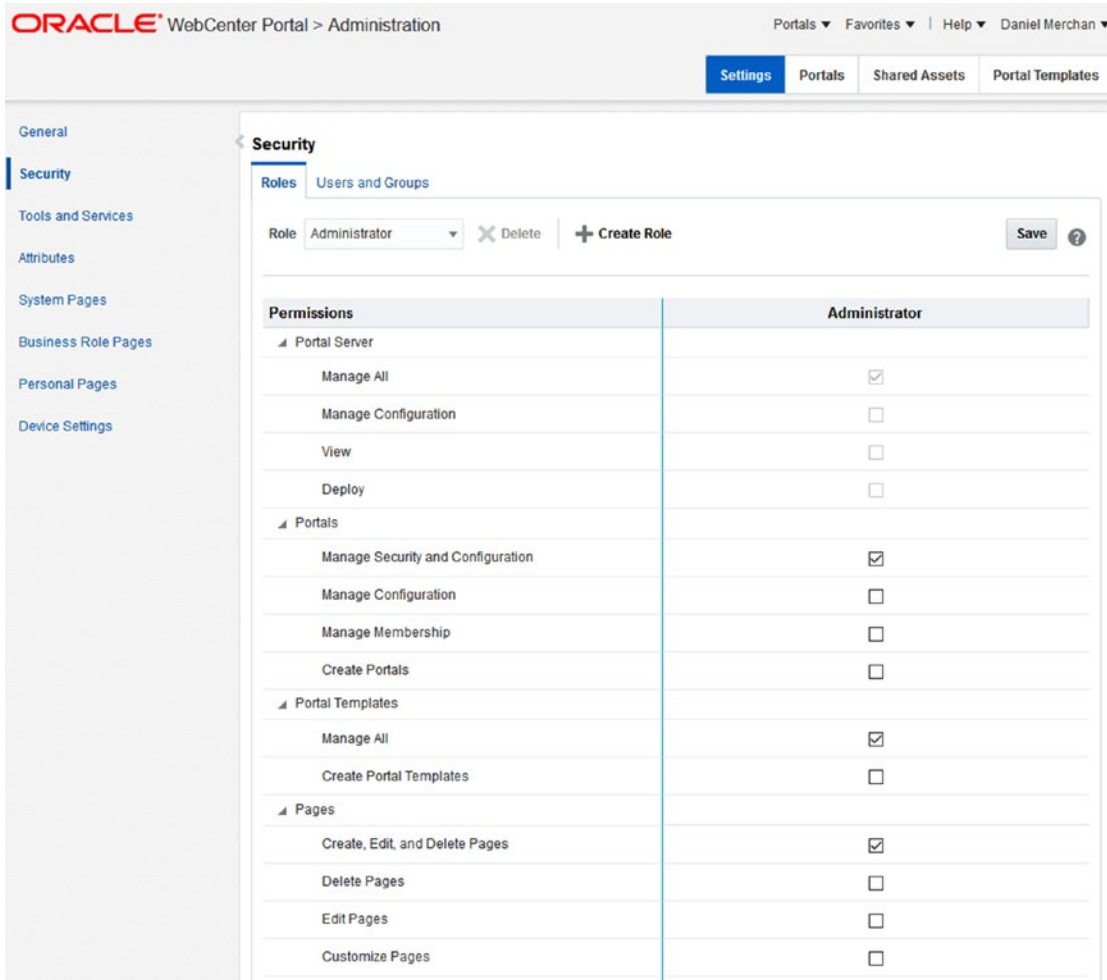 ORACLE WebCenter Portal > Administration
Portals Favorites | Help Daniel Merchan
Settings Portals Shared Assets Portal Templates
General
Security
Tools and Services
Attributes
System Pages
Business Role Pages
Personal Pages
Device Settings
Security
Roles Users and Groups
Role Administrator Delete Create Role Save
Permissions Administrator
Portal Server
Manage All
Manage Configuration
View
Deploy
Portals
Manage Security and Configuration
Manage Configuration
Manage Membership
Create Portals
Portal Templates
Manage All
Create Portal Templates
Pages
Create, Edit, and Delete Pages
Delete Pages
Edit Pages
Customize Pages